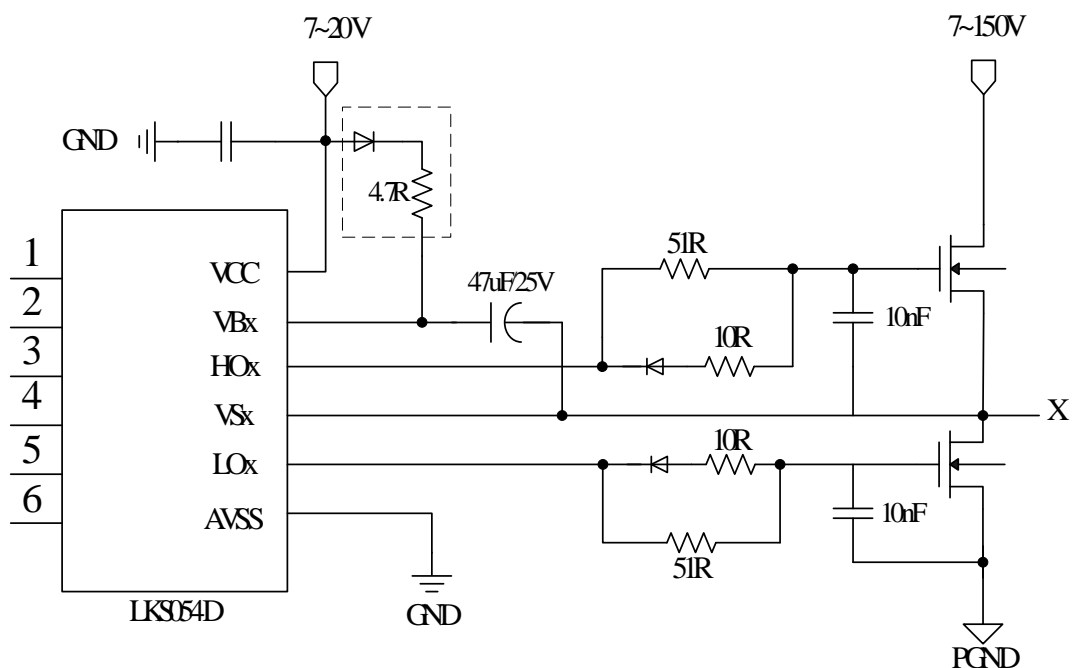 7~20V
7~150V
GND
4.7R
1
2
3
4
5
6
VCC
VBx
HOx
VSx
LOx
AVSS
47uF/25V
51R
10R
10nF
X
10R
51R
10nF
GND
LKS054D
PGND